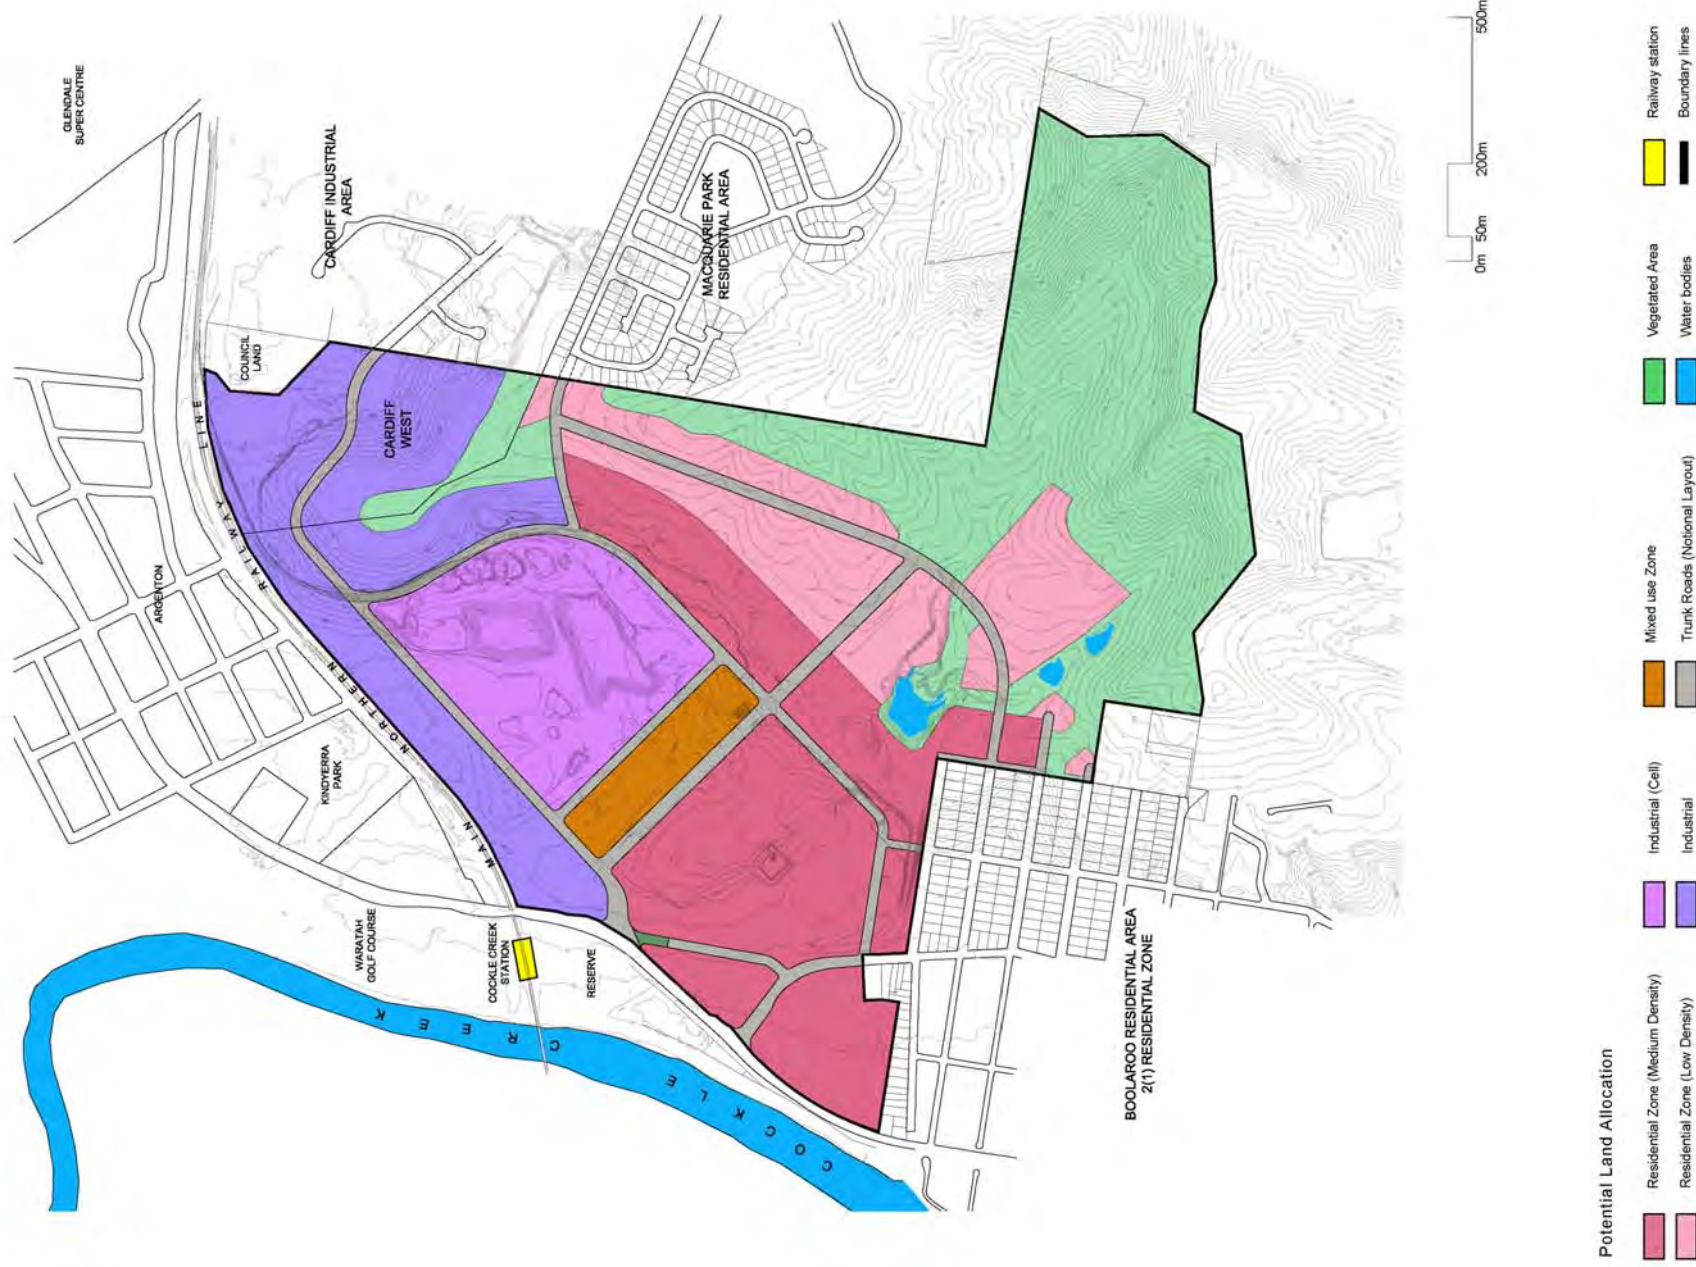 GLENDALE
SUPER CENTRE
CARDIFF INDUSTRIAL
AREA
COUNCIL
LAND
MACQUARIE PARK
RESIDENTIAL AREA
CARDIFF
WEST
ARGENTON
MAIN NORTHERN RAILWAY LINE
KINDYERRA
PARK
WARATAH
GOLF COURSE
COCKLE CREEK
STATION
RESERVE
COCKLE CREEK
BOOLAROO RESIDENTIAL AREA
2(1) RESIDENTIAL ZONE
0m 50m 200m 500m
Potential Land Allocation
Residential Zone (Medium Density)
Residential Zone (Low Density)
Industrial (Cell)
Industrial
Mixed use Zone
Trunk Roads (Notional Layout)
Vegetated Area
Water bodies
Railway station
Boundary lines